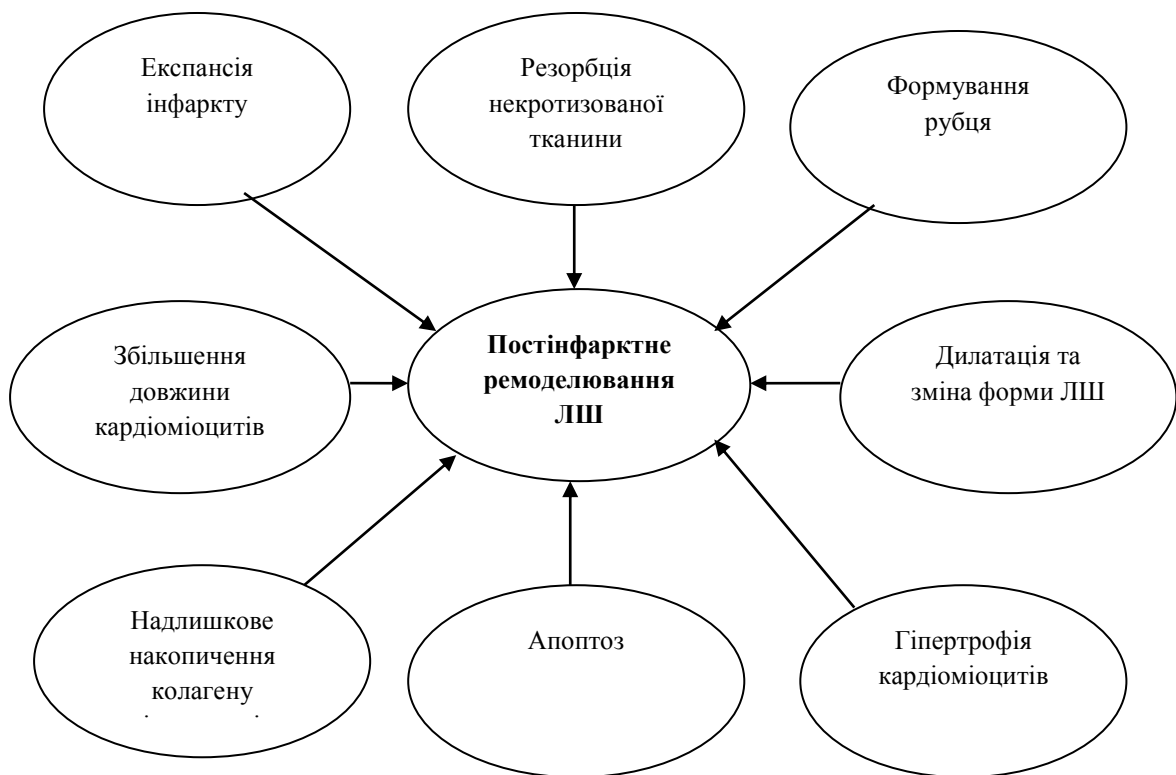 Експансія
інфаркту
Резорбція
некротизованої
тканини
Формування
рубця
Збільшення
довжини
кардіоміоцитів
Постінфарктне
ремоделювання
ЛШ
Дилатація та
зміна форми ЛШ
Надлишкове
накопичення
колагену
Апоптоз
Гіпертрофія
кардіоміоцитів